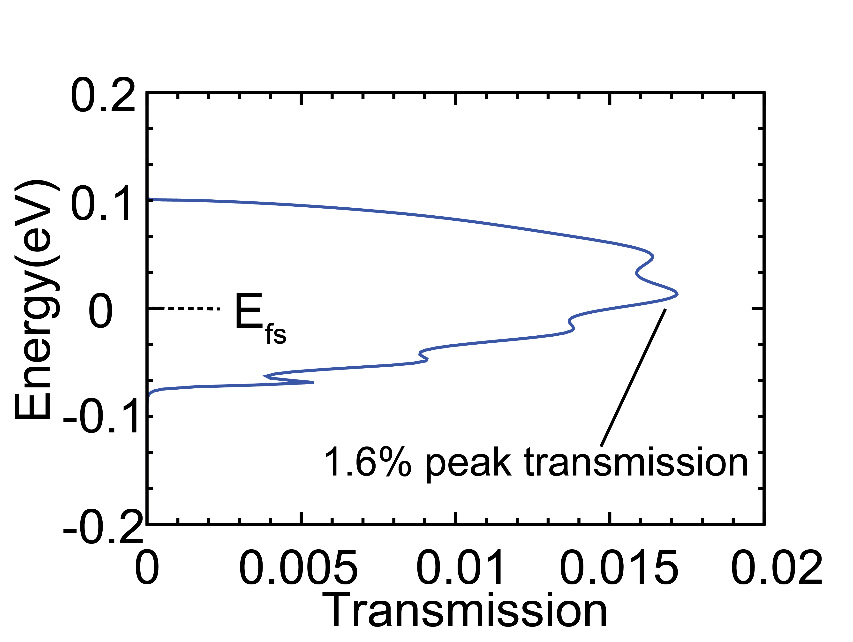 0.2
0.1
0
-0.1
-0.2
Energy(eV)
Efs
1.6% peak transmission
0 0.005 0.01 0.015 0.02
Transmission